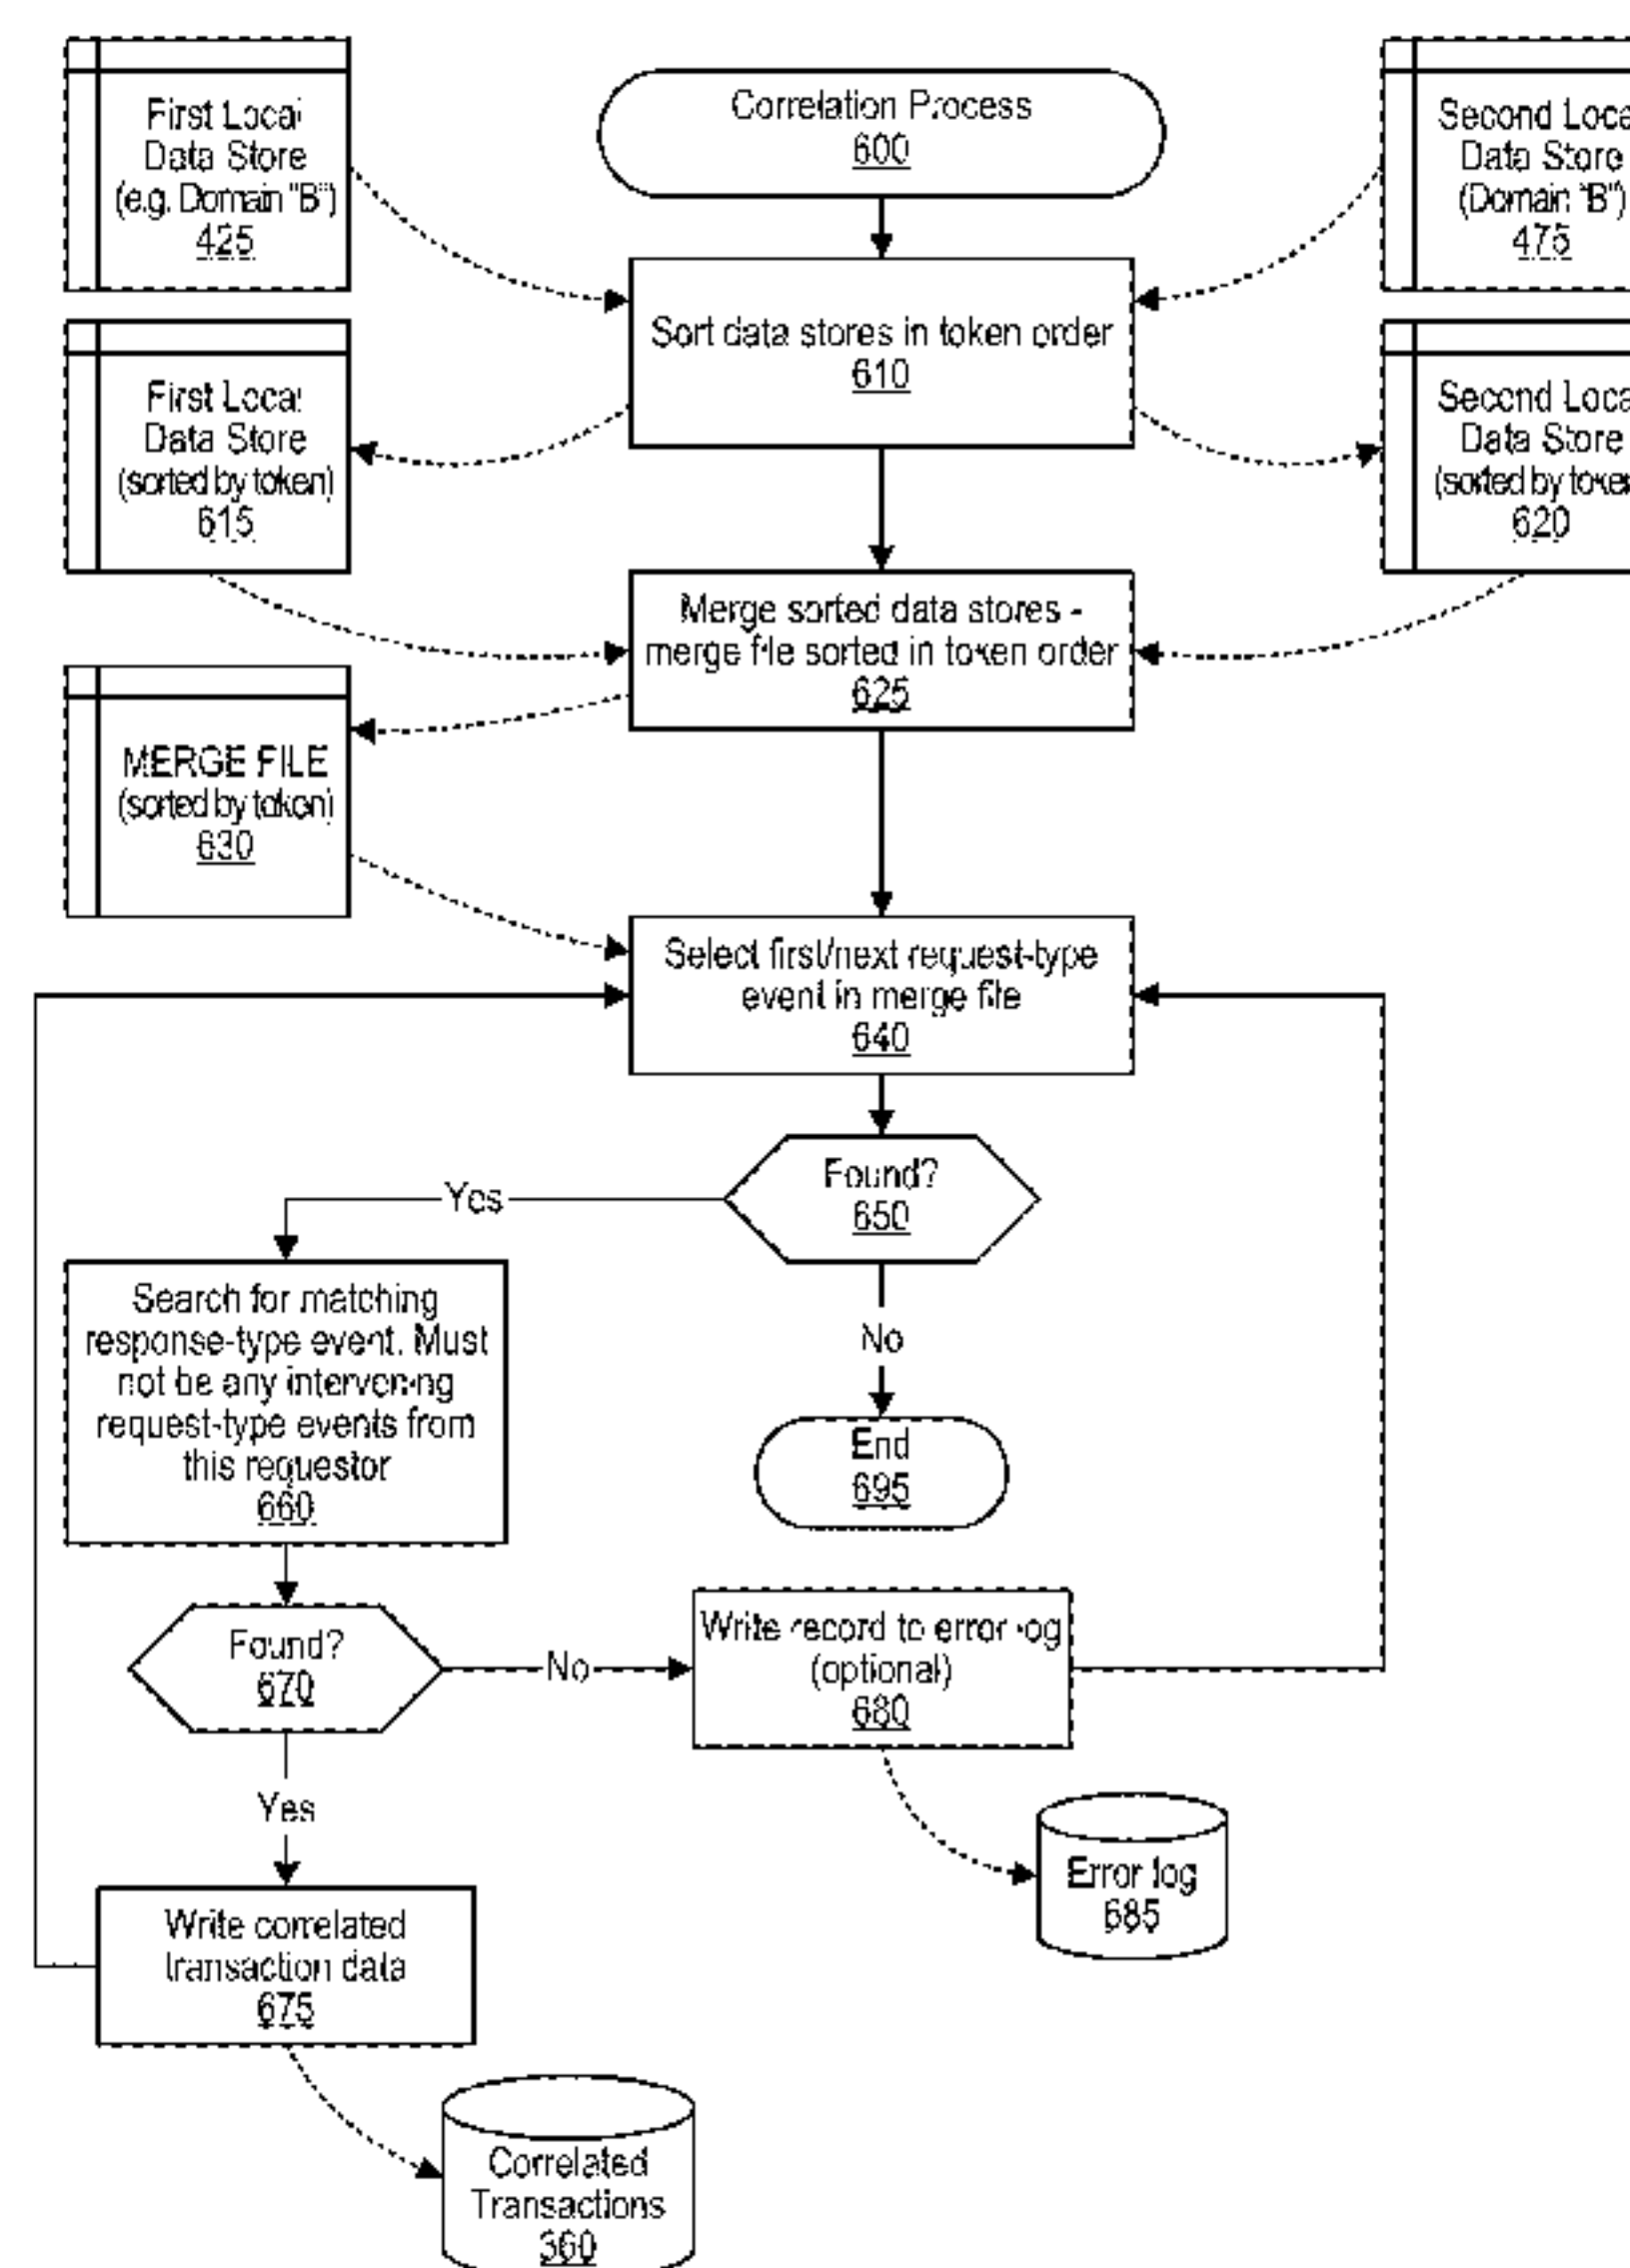 First Local
Data Store
(e.g. Domain "B")
425
Correlation Process
600
Second Loca
Data Store
(Domain "B")
475
Sort data stores in token order
610
First Local
Data Store
(sorted by token)
615
Second Loca
Data Store
(sorted by token
620
Merge sorted data stores -
merge file sorted in token order
625
MERGE FILE
(sorted by token)
630
Select first/next request-type
event in merge file
640
Found?
650
Yes
No
Search for matching
response-type event. Must
not be any intervening
request-type events from
this requestor
660
End
695
Found?
670
No
Write record to error log
(optional)
680
Yes
Error log
685
Write correlated
transaction data
675
Correlated
Transactions
360